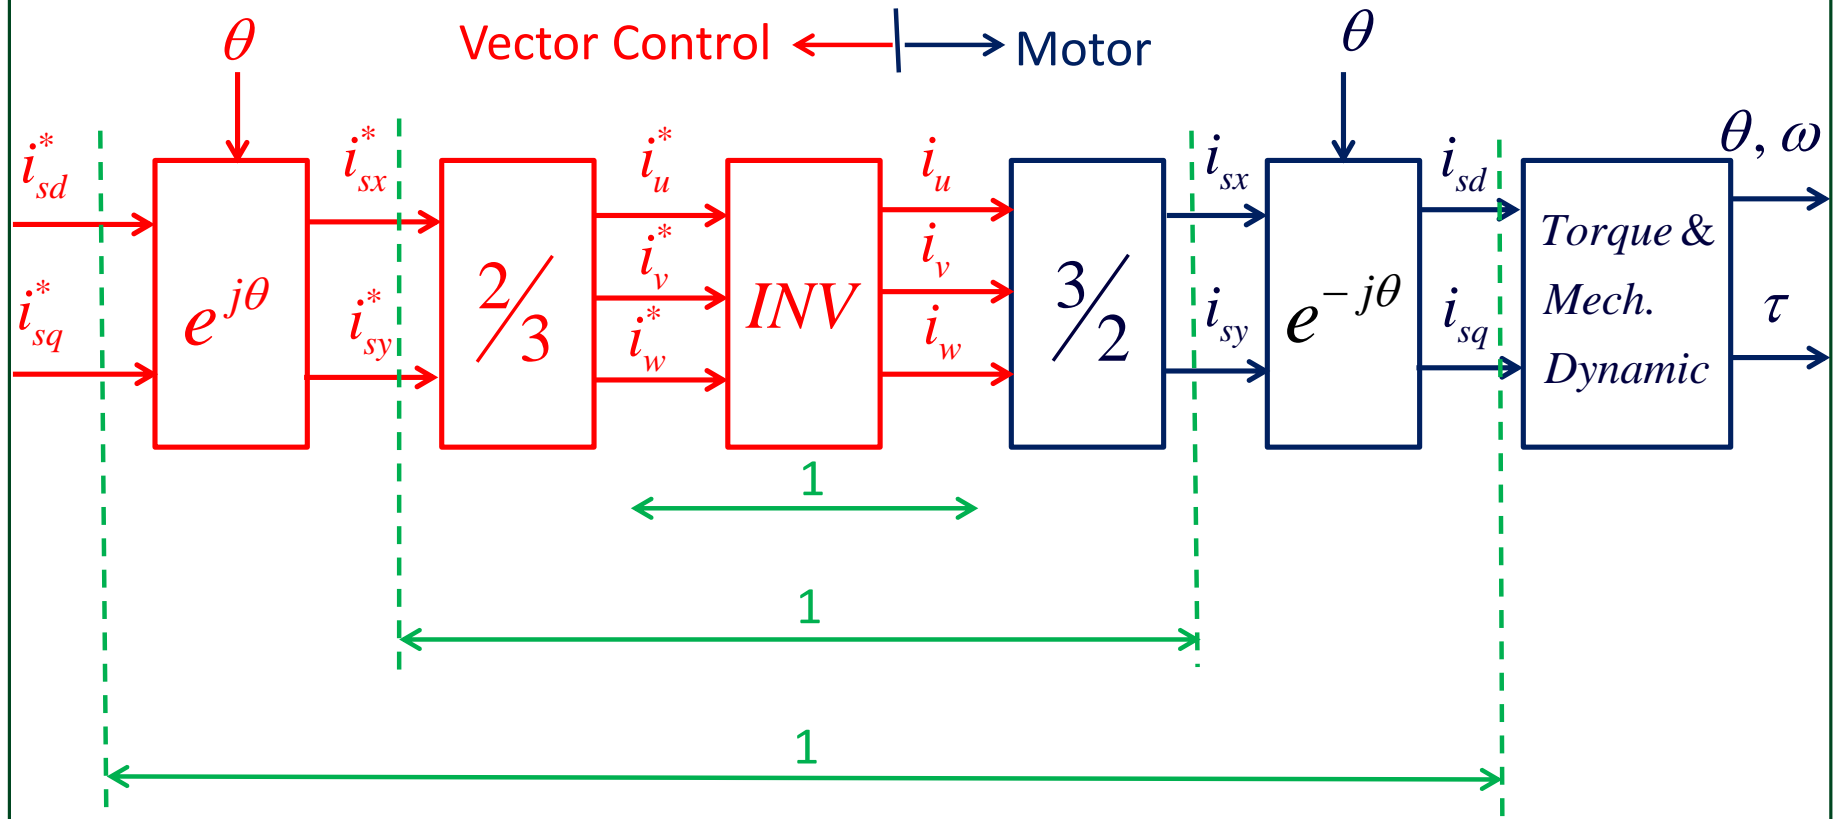 θ
Vector Control
Motor
θ
i*sd
i*sx
i*u
iu
isx
isd
θ, ω
i*sq
e^jθ
i*sy
2/3
i*v
i*w
INV
iv
iw
3/2
isy
e^−jθ
isq
Torque &
Mech.
Dynamic
τ
1
1
1